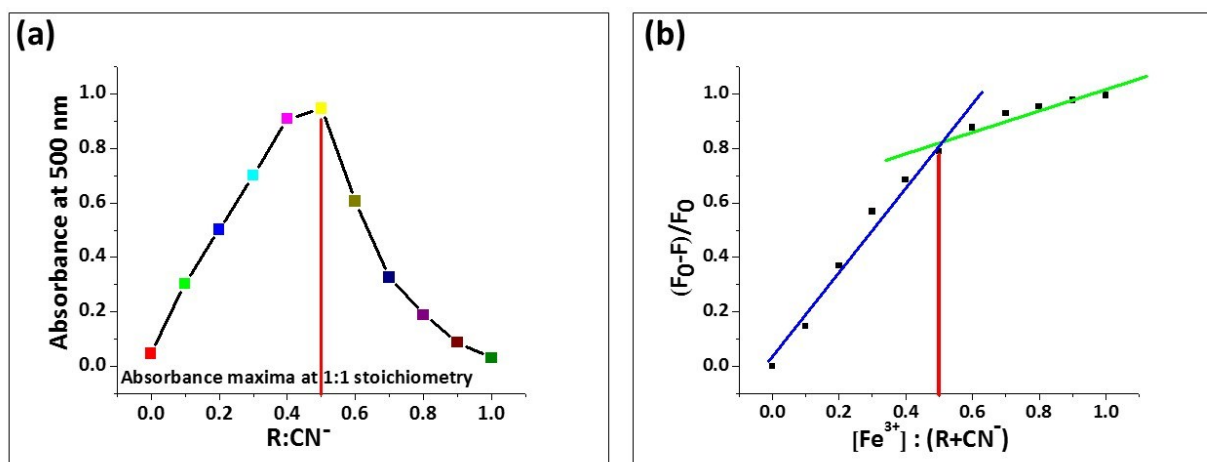 (a)
Absorbance at 500 nm
1.0
0.8
0.6
0.4
0.2
0.0
Absorbance maxima at 1:1 stoichiometry
0.0 0.2 0.4 0.6 0.8 1.0
R:CN⁻
(b)
(F₀-F)/F₀
1.0
0.8
0.6
0.4
0.2
0.0
0.0 0.2 0.4 0.6 0.8 1.0
[Fe³⁺] : (R+CN⁻)